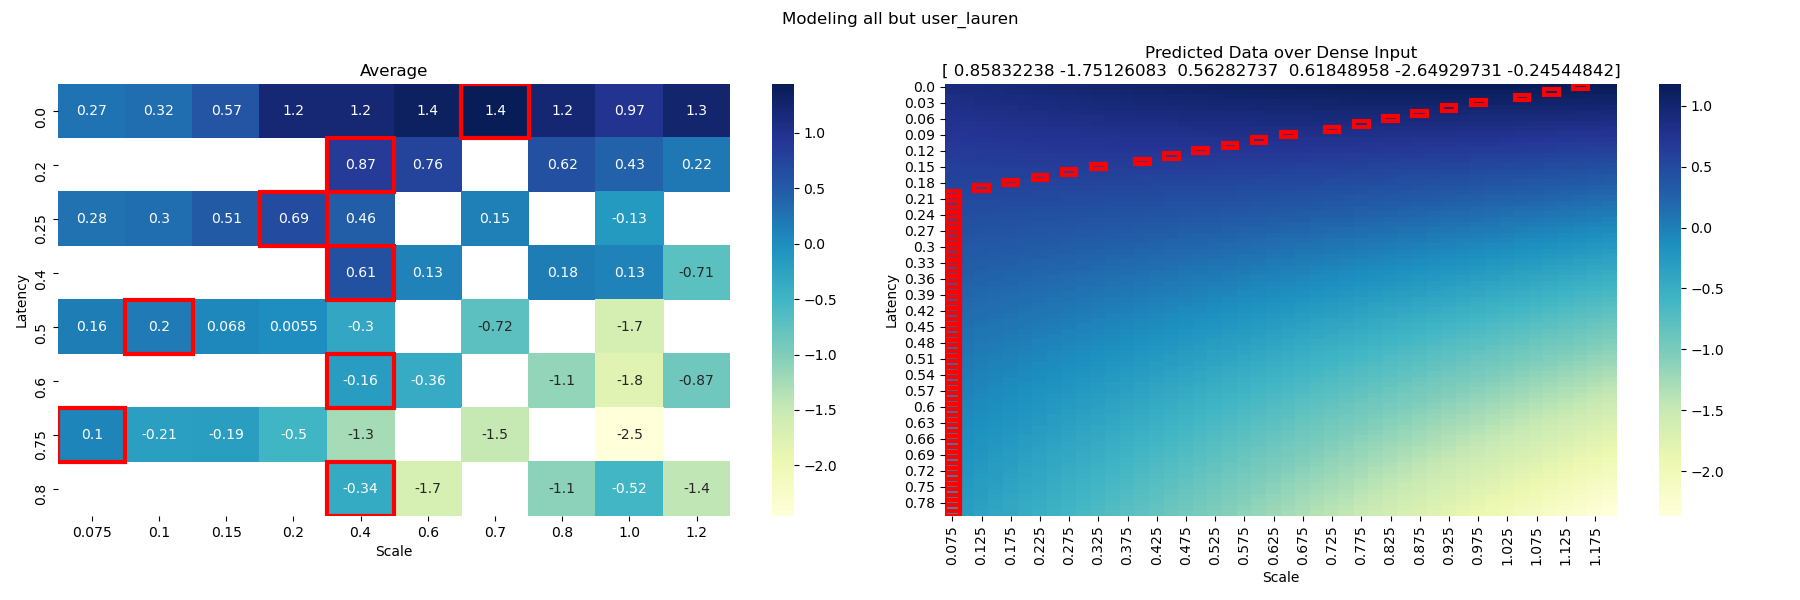 Modeling all but user_lauren
Average
0.0 0.27 0.32 0.57 1.2 1.2 1.4 1.4 1.2 0.97 1.3
0.2 0.87 0.76 0.62 0.43 0.22
0.25 0.28 0.3 0.51 0.69 0.46 0.15 -0.13
0.4 0.61 0.13 0.18 0.13 -0.71
0.5 0.16 0.2 0.068 0.0055 -0.3 -0.72 -1.7
0.6 -0.16 -0.36 -1.1 -1.8 -0.87
0.75 0.1 -0.21 -0.19 -0.5 -1.3 -1.5 -2.5
0.8 -0.34 -1.7 -1.1 -0.52 -1.4
0.075 0.1 0.15 0.2 0.4 0.6 0.7 0.8 1.0 1.2
Scale
Latency
1.0
0.5
0.0
−0.5
−1.0
−1.5
−2.0
Predicted Data over Dense Input
[ 0.85832238 -1.75126083  0.56282737  0.61848958 -2.64929731 -0.24544842]
0.0
0.03
0.06
0.09
0.12
0.15
0.18
0.21
0.24
0.27
0.3
0.33
0.36
0.39
0.42
0.45
0.48
0.51
0.54
0.57
0.6
0.63
0.66
0.69
0.72
0.75
0.78
Latency
0.075 0.125 0.175 0.225 0.275 0.325 0.375 0.425 0.475 0.525 0.575 0.625 0.675 0.725 0.775 0.825 0.875 0.925 0.975 1.025 1.075 1.125 1.175
Scale
1.0
0.5
0.0
−0.5
−1.0
−1.5
−2.0